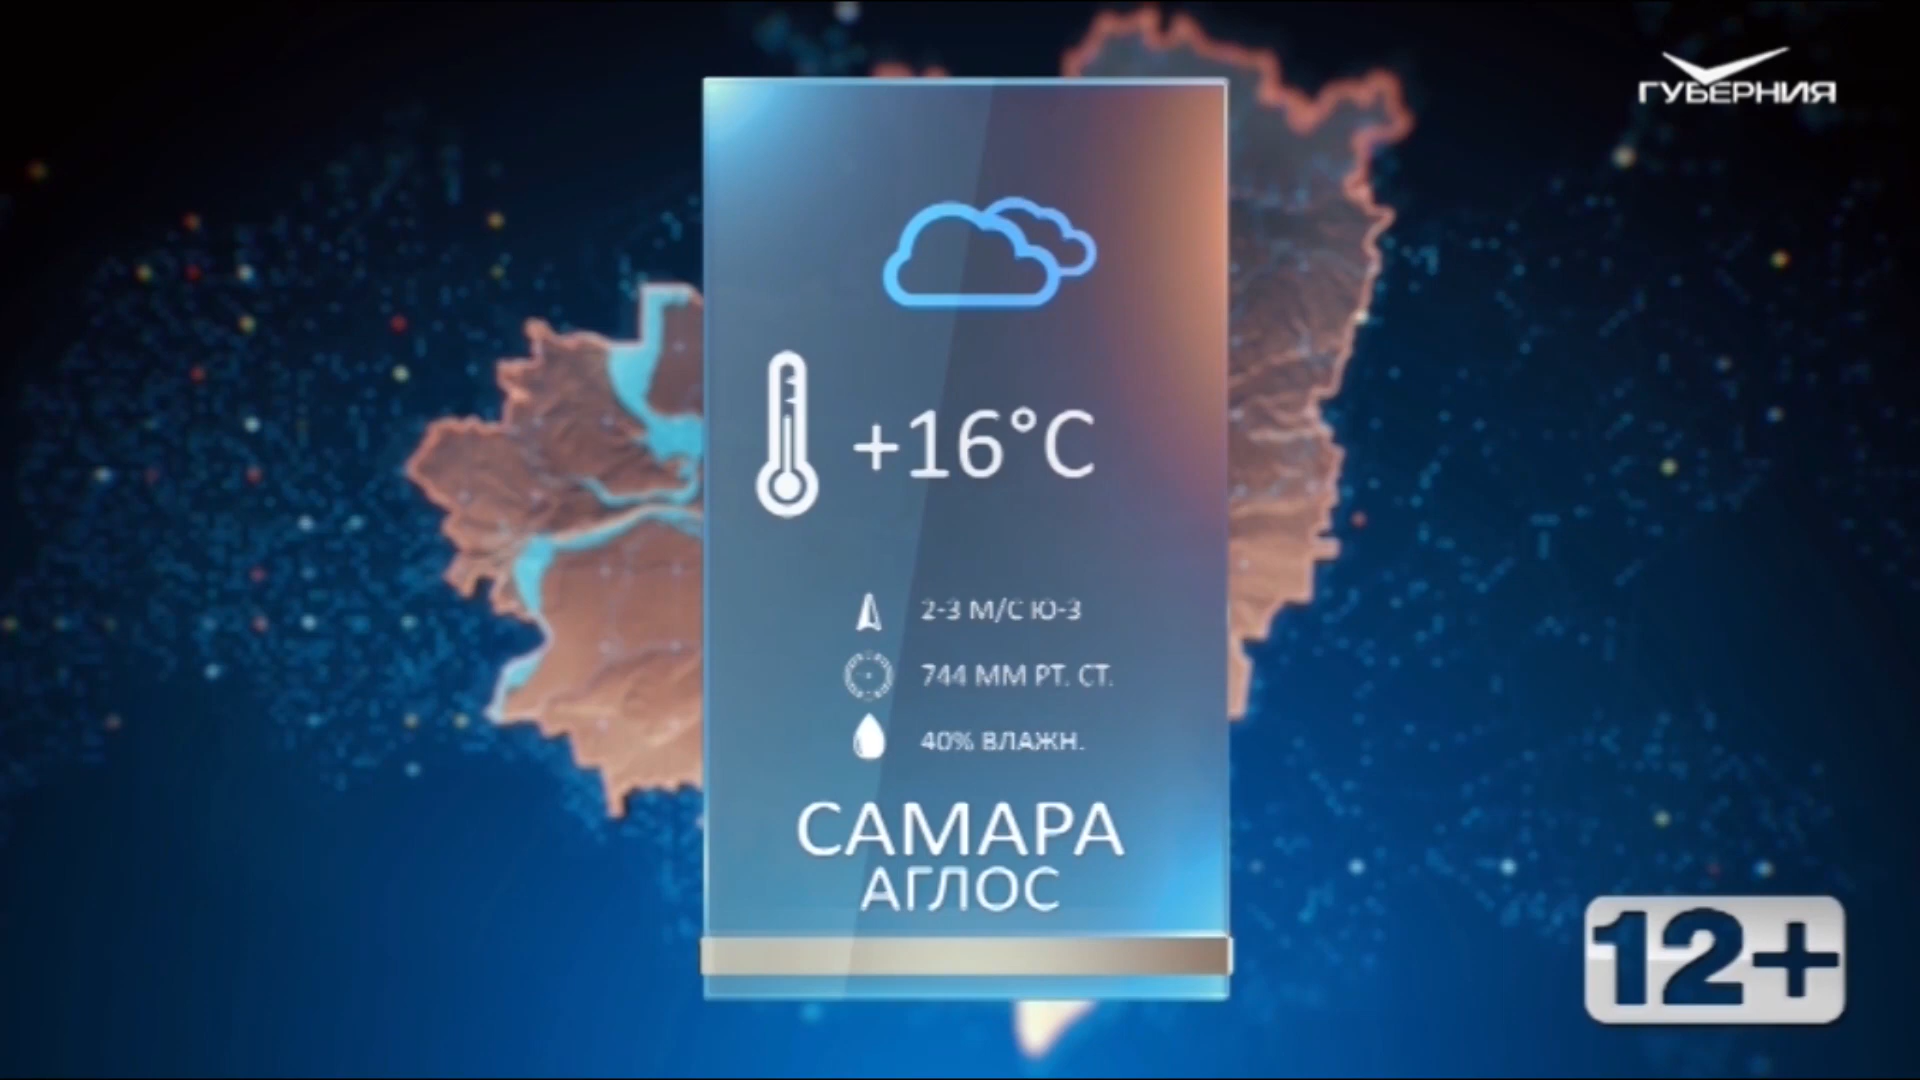 ГУБЕРНИЯ
+16°C
2-3 М/С Ю-З
744 ММ РТ. СТ.
40% ВЛАЖН.
САМАРА
АГЛОС
12+